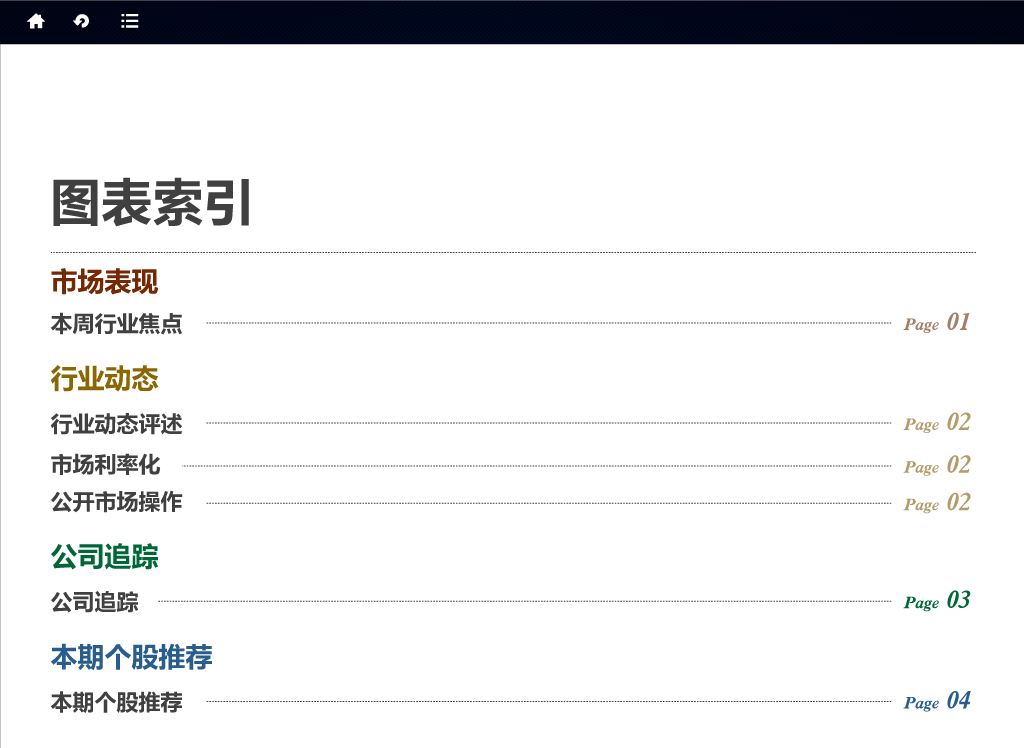 图表索引
市场表现
本周行业焦点 Page 01
行业动态
行业动态评述 Page 02
市场利率化 Page 02
公开市场操作 Page 02
公司追踪
公司追踪 Page 03
本期个股推荐
本期个股推荐 Page 04